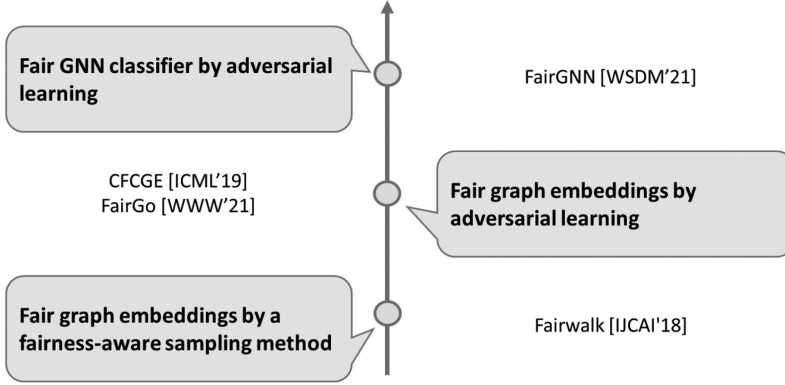 Fair GNN classifier by adversarial
learning
FairGNN [WSDM’21]
CFCGE [ICML’19]
FairGo [WWW’21]
Fair graph embeddings by
adversarial learning
Fair graph embeddings by a
fairness-aware sampling method
Fairwalk [IJCAI'18]